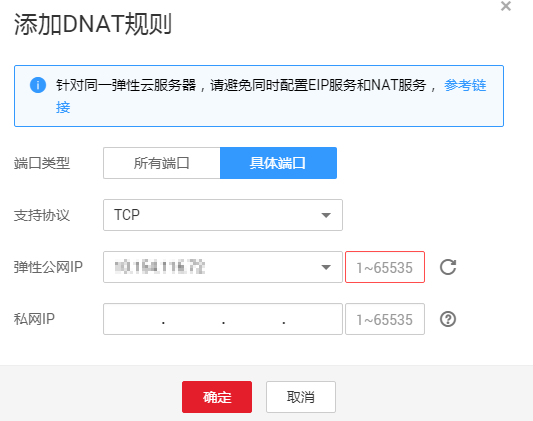 添加DNAT规则
针对同一弹性云服务器，请避免同时配置EIP服务和NAT服务， 参考链
接
端口类型 所有端口 具体端口
支持协议 TCP
弹性公网IP 1~65535
私网IP . . . 1~65535
确定 取消